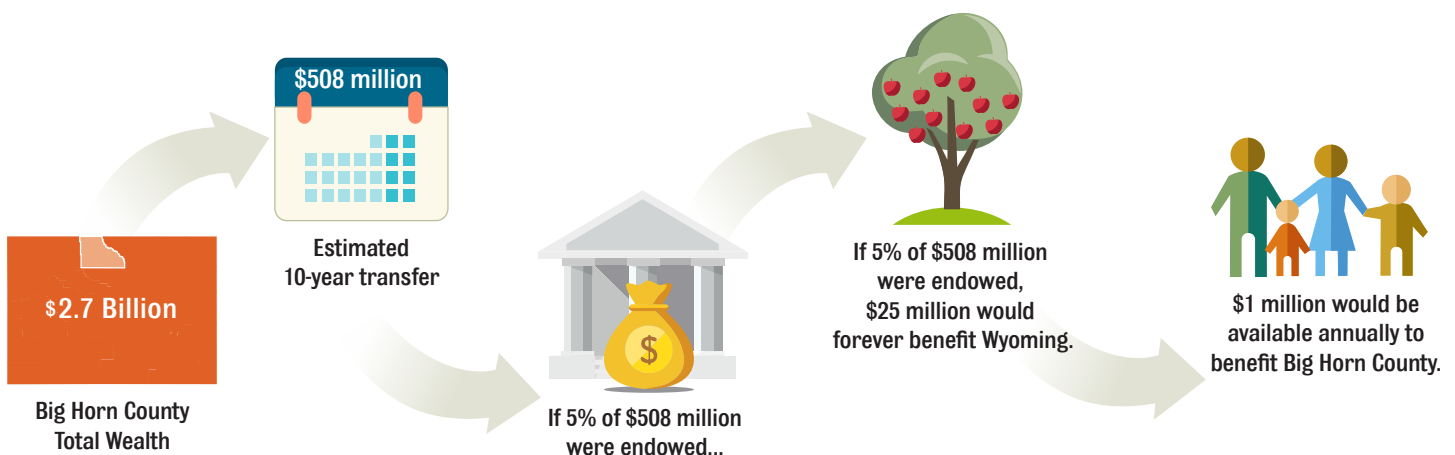 $2.7 Billion
Big Horn County
Total Wealth
$508 million
Estimated
10-year transfer
$
If 5% of $508 million
were endowed...
If 5% of $508 million
were endowed,
$25 million would
forever benefit Wyoming.
$1 million would be
available annually to
benefit Big Horn County.